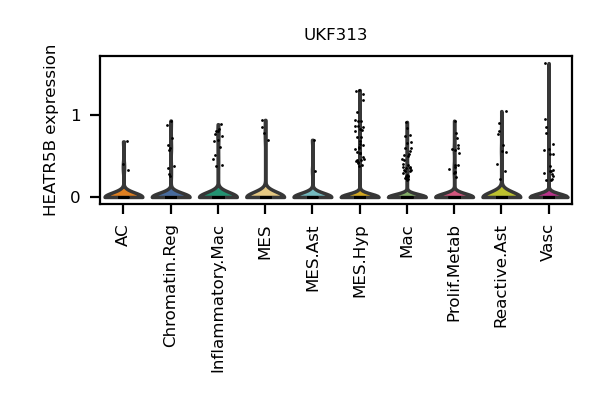 UKF313
HEATR5B expression
1
0
AC
Chromatin.Reg
Inflammatory.Mac
MES
MES.Ast
MES.Hyp
Mac
Prolif.Metab
Reactive.Ast
Vasc